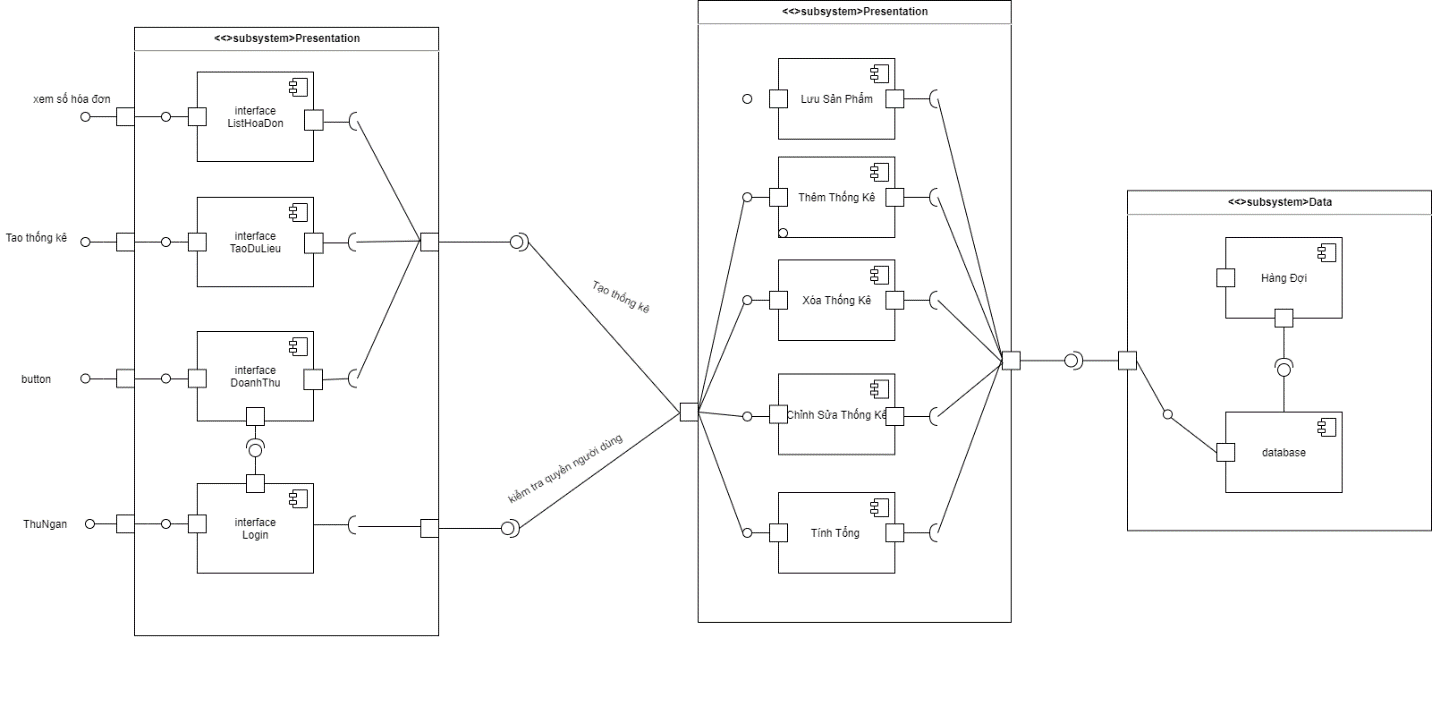 <<>subsystem>Presentation
xem số hóa đơn
interface
ListHoaDon
Tao thống kê
interface
TaoDuLieu
button
interface
DoanhThu
ThuNgan
interface
Login
Tạo thống kê
kiểm tra quyền người dùng
<<>subsystem>Presentation
Lưu Sản Phẩm
Thêm Thống Kê
Xóa Thống Kê
Chỉnh Sửa Thống Kê
Tính Tổng
<<>subsystem>Data
Hàng Đợi
database